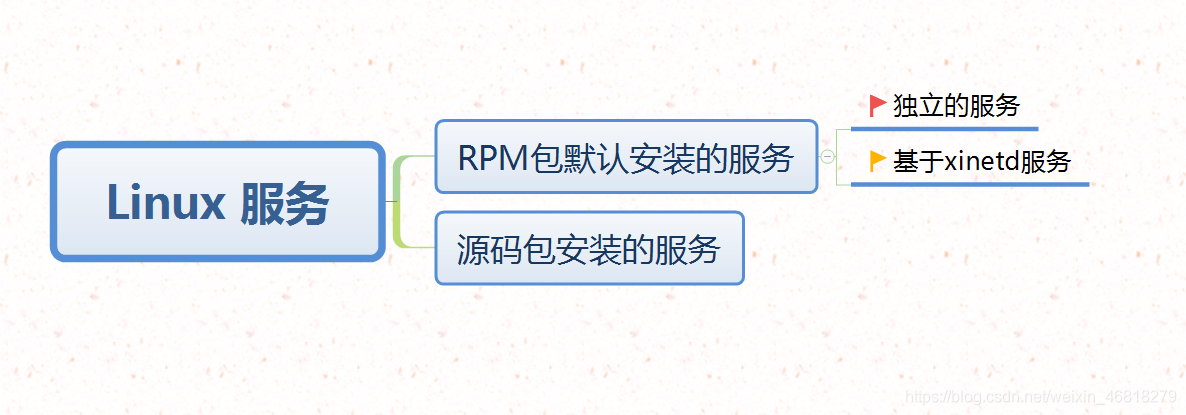 Linux 服务
RPM包默认安装的服务
独立的服务
基于xinetd服务
源码包安装的服务
https://blog.csdn.net/weixin_46818279